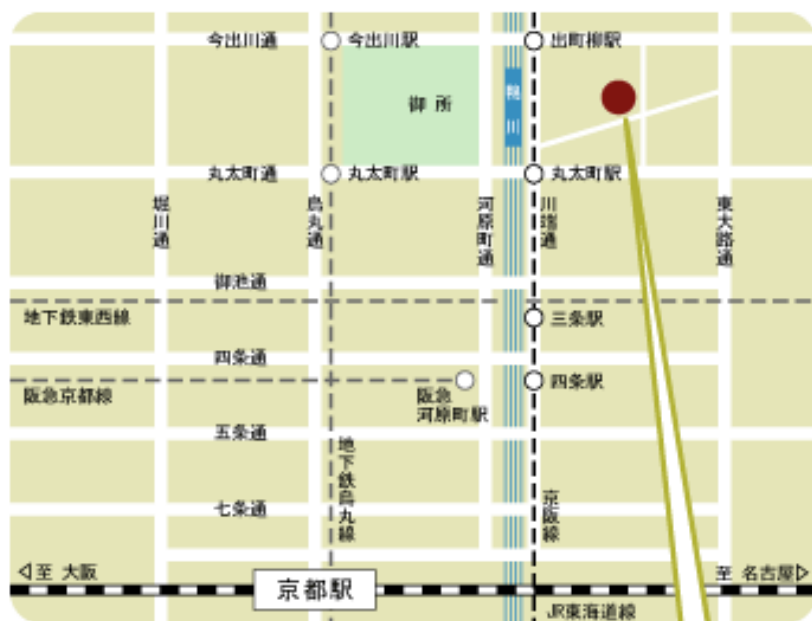 今出川通
今出川駅
出町柳駅
御所
鴨川
丸太町通
丸太町駅
丸太町駅
堀川通
烏丸通
河原町通
川端通
東大路通
御池通
地下鉄東西線
三条駅
四条通
四条駅
阪急京都線
阪急
河原町駅
五条通
地下鉄烏丸線
七条通
京阪線
至 大阪
京都駅
至 名古屋
JR東海道線